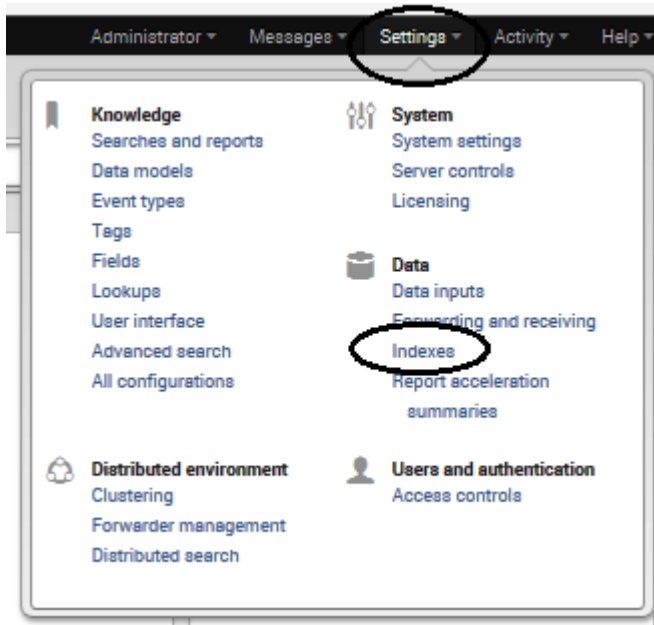 Administrator Messages Settings Activity Help
Knowledge
Searches and reports
Data models
Event types
Tags
Fields
Lookups
User interface
Advanced search
All configurations
System
System settings
Server controls
Licensing
Data
Data inputs
Forwarding and receiving
Indexes
Report acceleration
summaries
Distributed environment
Clustering
Forwarder management
Distributed search
Users and authentication
Access controls